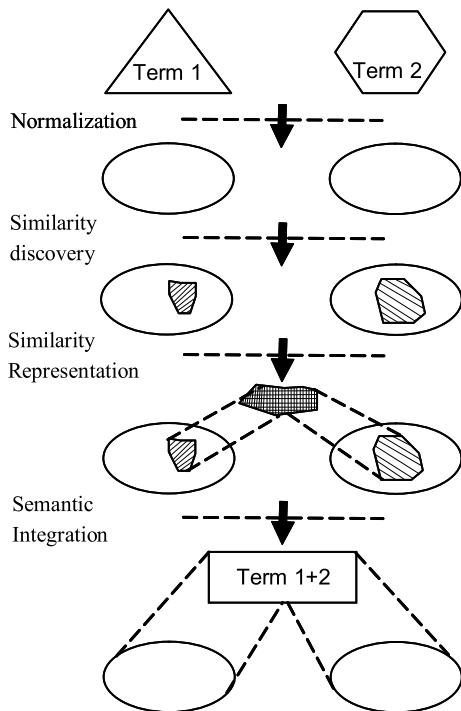 Term 1
Term 2
Normalization
Similarity
discovery
Similarity
Representation
Semantic
Integration
Term 1+2